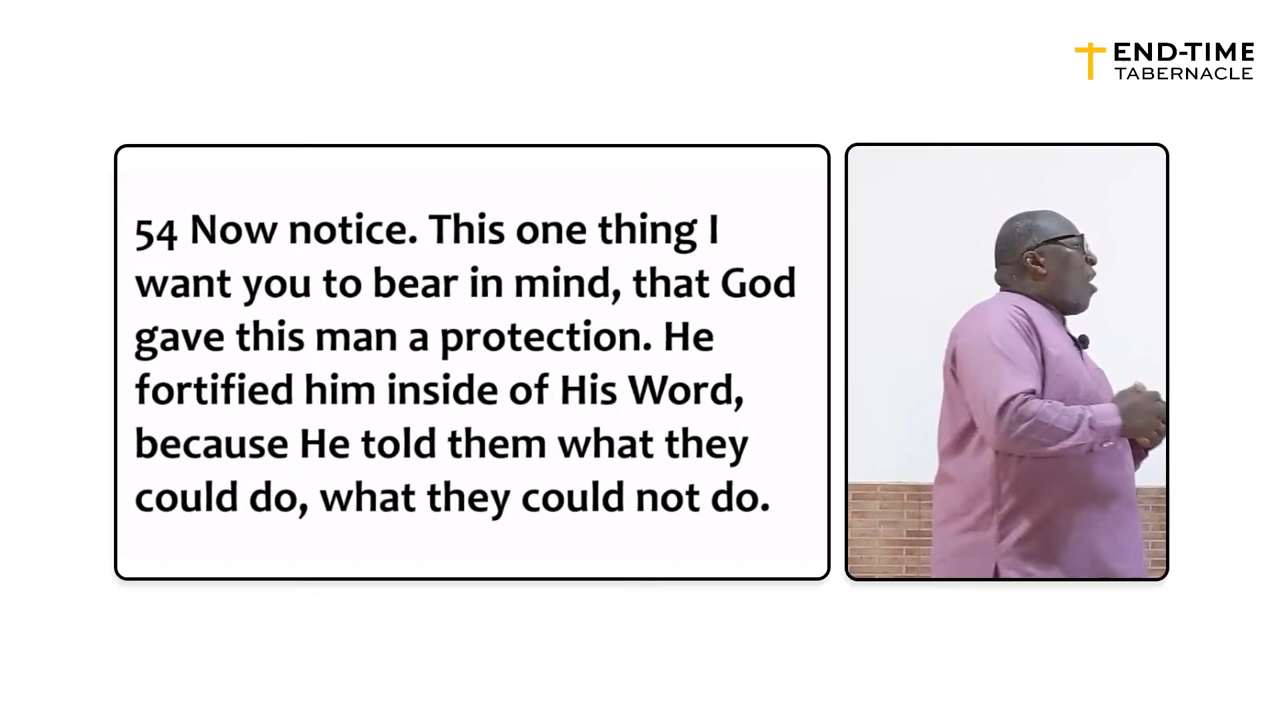 END-TIME
TABERNACLE
54 Now notice. This one thing I
want you to bear in mind, that God
gave this man a protection. He
fortified him inside of His Word,
because He told them what they
could do, what they could not do.